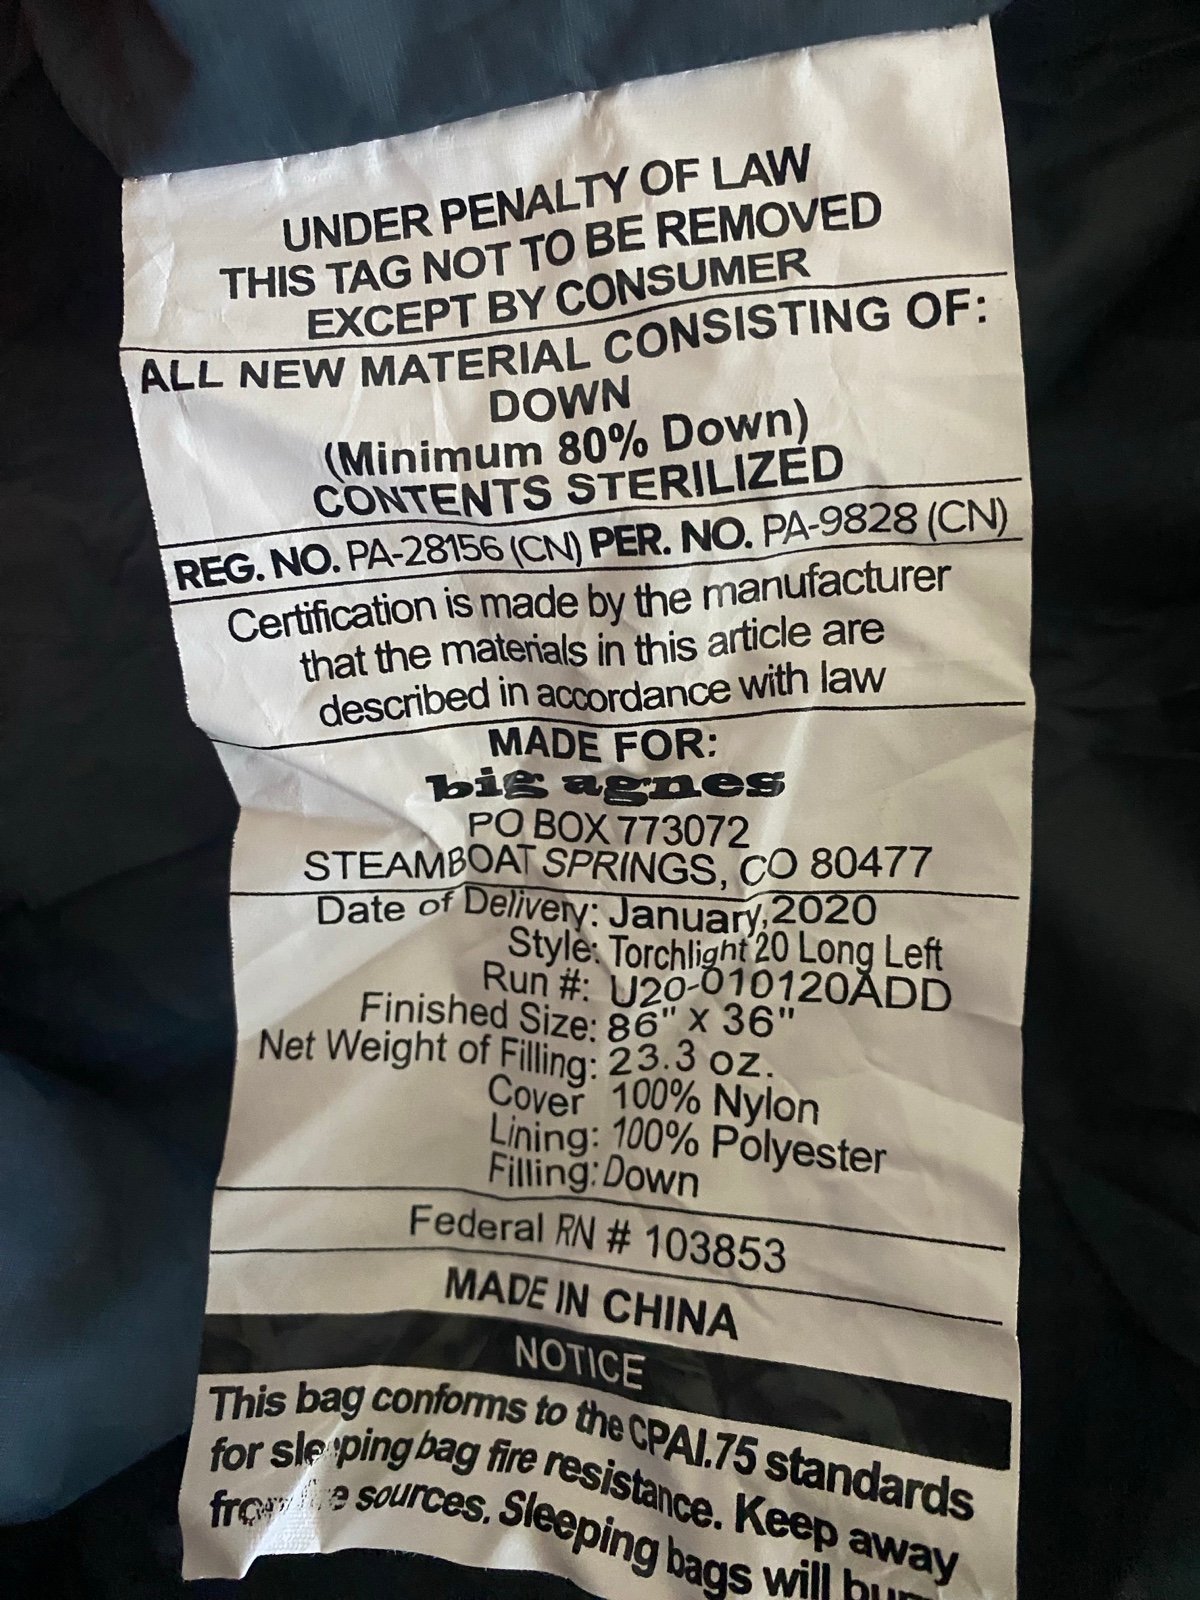 UNDER PENALTY OF LAW
THIS TAG NOT TO BE REMOVED
EXCEPT BY CONSUMER
ALL NEW MATERIAL CONSISTING OF:
DOWN
(Minimum 80% Down)
CONTENTS STERILIZED
REG. NO. PA-28156 (CN) PER. NO. PA-9828 (CN)
Certification is made by the manufacturer
that the materials in this article are
described in accordance with law
MADE FOR:
big agnes
PO BOX 773072
STEAMBOAT SPRINGS, CO 80477
Date of Delivery: January, 2020
Style: Torchlight 20 Long Left
Run #: U20-010120ADD
Finished Size: 86" x 36"
Net Weight of Filling: 23.3 oz.
Cover 100% Nylon
Lining: 100% Polyester
Filling: Down
Federal RN # 103853
MADE IN CHINA
NOTICE
This bag conforms to the CPAI.75 standards
for sleeping bag fire resistance. Keep away
sources. Sleeping bags will